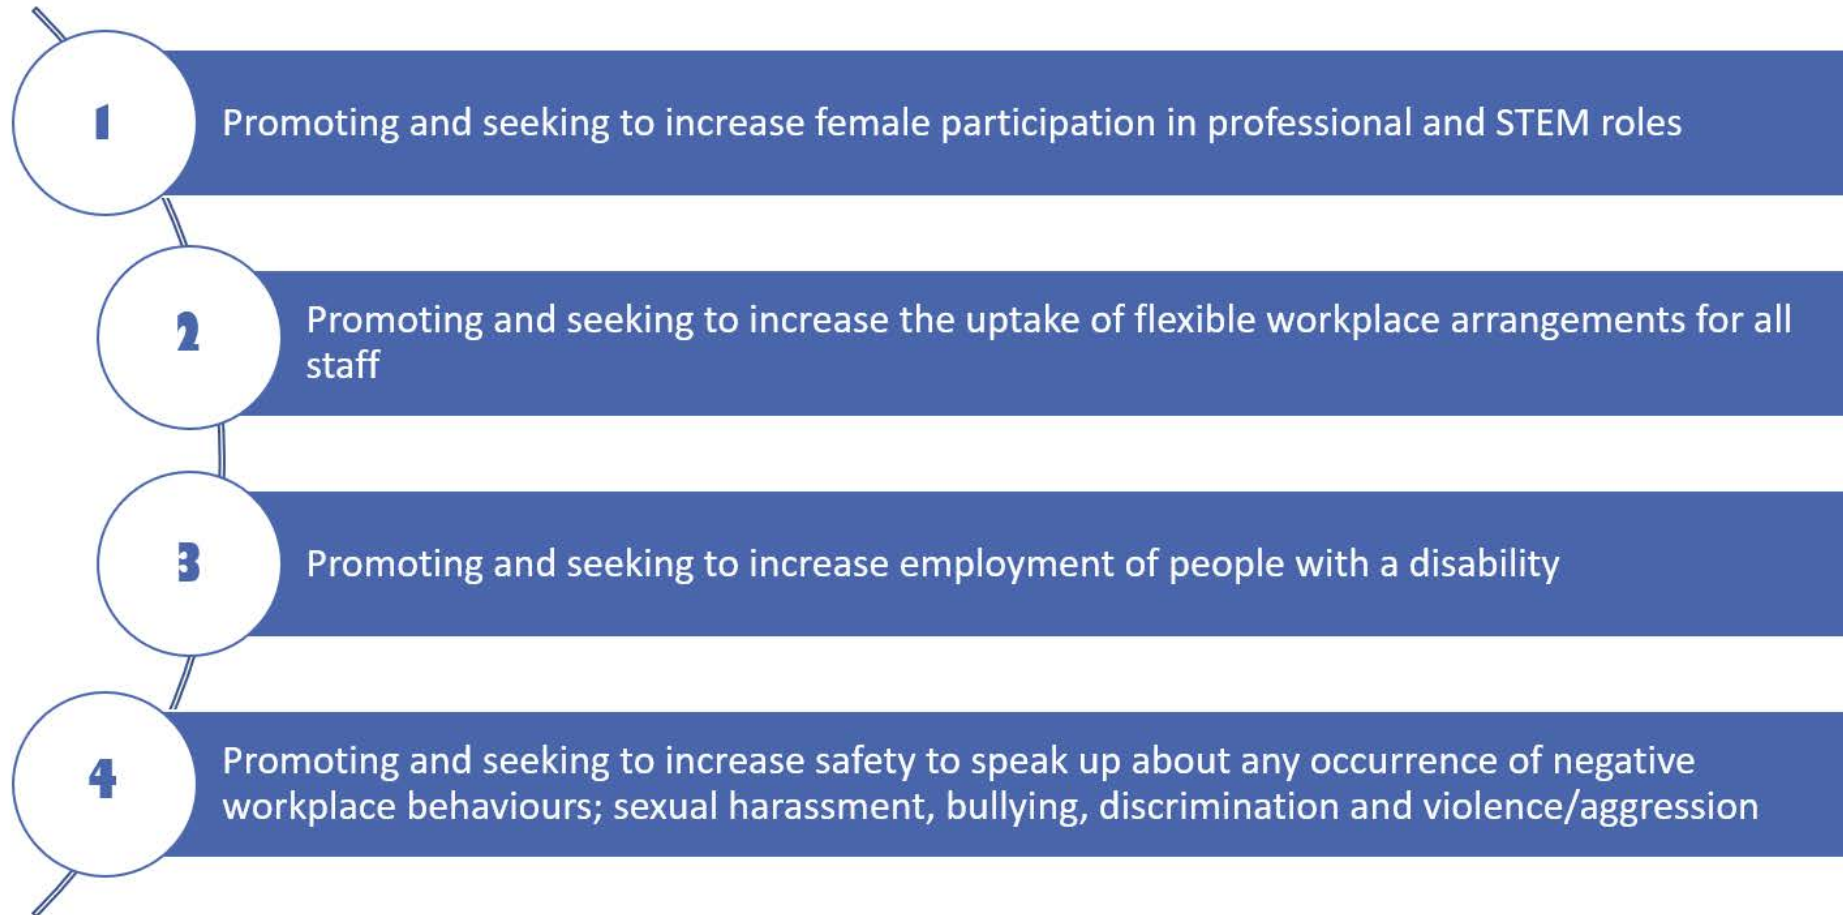 1
Promoting and seeking to increase female participation in professional and STEM roles
2
Promoting and seeking to increase the uptake of flexible workplace arrangements for all
staff
3
Promoting and seeking to increase employment of people with a disability
4
Promoting and seeking to increase safety to speak up about any occurrence of negative
workplace behaviours; sexual harassment, bullying, discrimination and violence/aggression